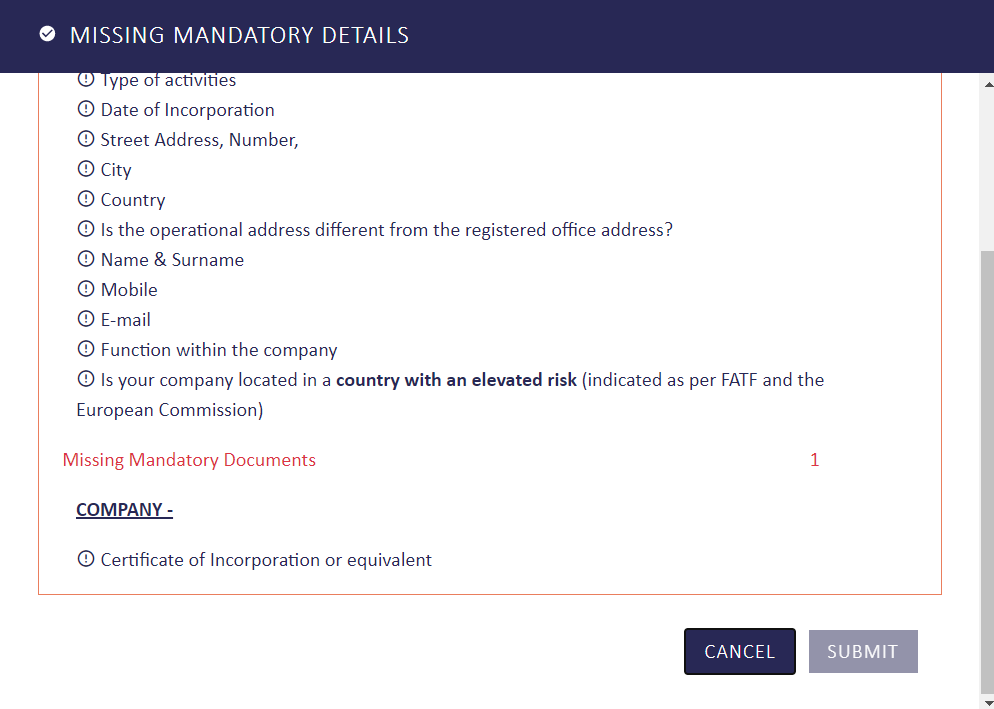 MISSING MANDATORY DETAILS
Type of activities
Date of Incorporation
Street Address, Number,
City
Country
Is the operational address different from the registered office address?
Name & Surname
Mobile
E-mail
Function within the company
Is your company located in a country with an elevated risk (indicated as per FATF and the
European Commission)
Missing Mandatory Documents 1
COMPANY -
Certificate of Incorporation or equivalent
CANCEL SUBMIT